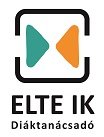 ELTE IK
Diáktanácsadó